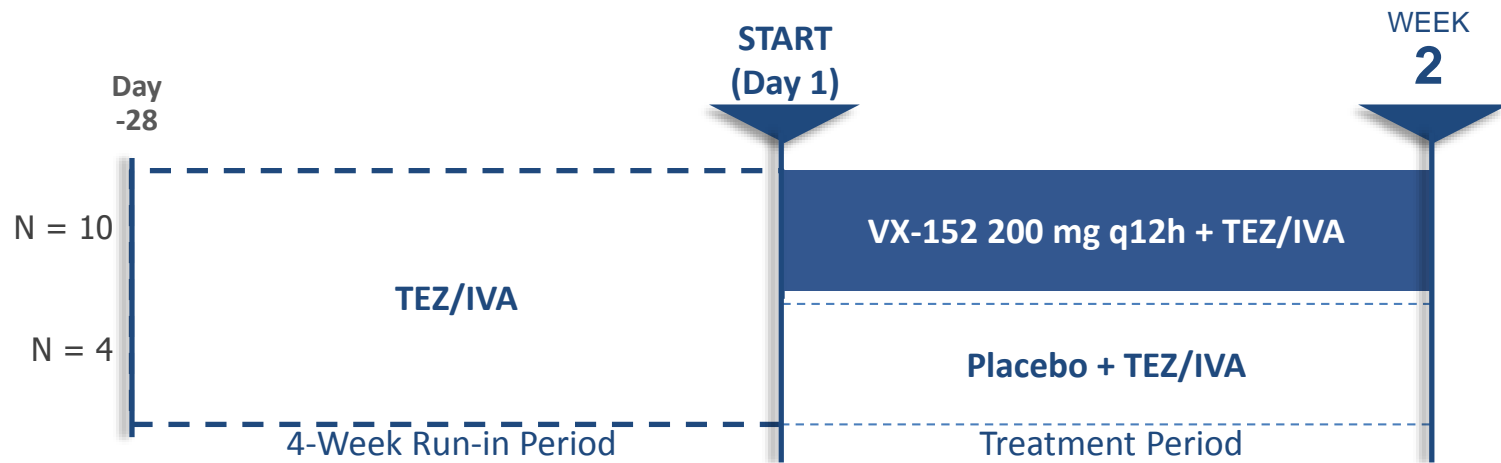 Day
-28
START
(Day 1)
WEEK
2
N = 10
N = 4
TEZ/IVA
VX-152 200 mg q12h + TEZ/IVA
Placebo + TEZ/IVA
4-Week Run-in Period
Treatment Period